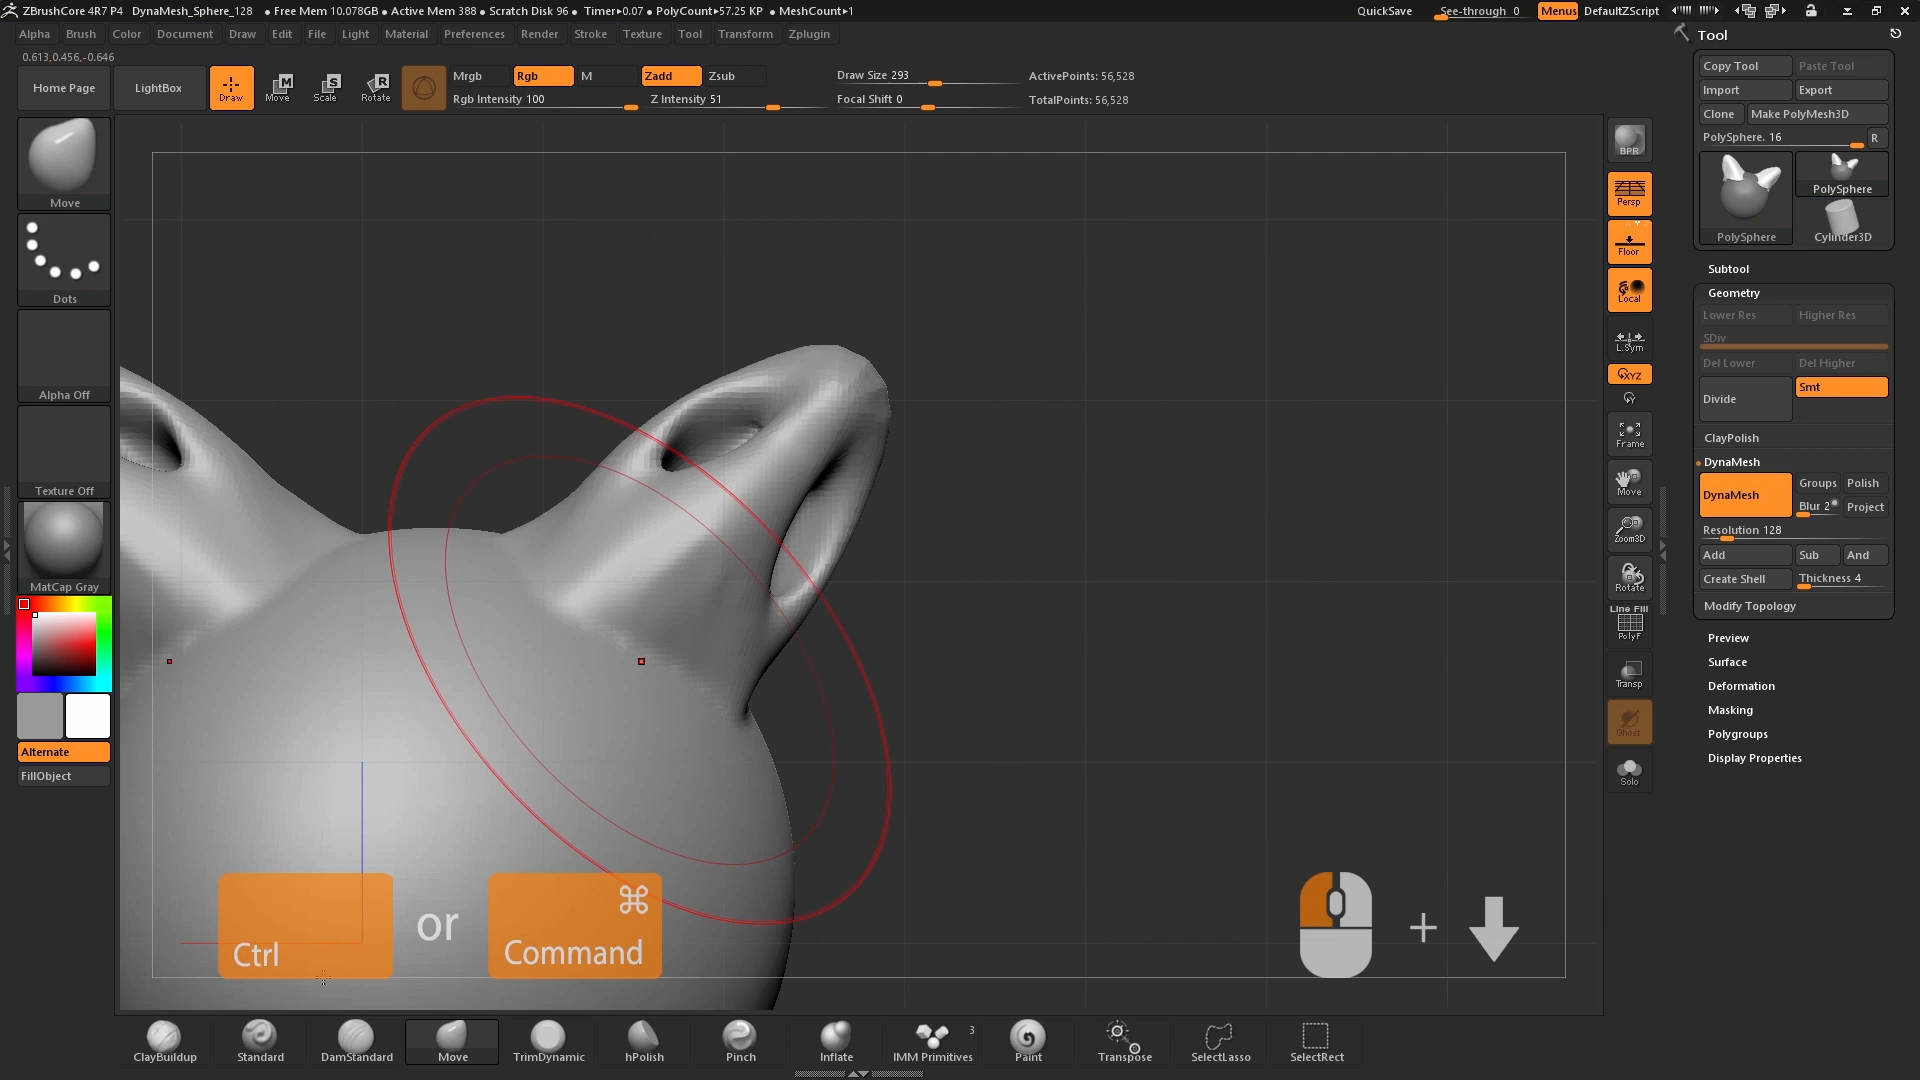 ZBrushCore 4R7 P4 DynaMesh_Sphere_128 ● Free Mem 10.078GB ● Active Mem 388 ● Scratch Disk 96 ● Timer▸0.07 ● PolyCount▸57.25 KP ● MeshCount▸1 QuickSave See-through 0 Menus DefaultZScript
Alpha Brush Color Document Draw Edit File Light Material Preferences Render Stroke Texture Tool Transform Zplugin
0.613,0.456,-0.646
Home Page LightBox Draw Move Scale Rotate
Mrgb Rgb M Zadd Zsub
Rgb Intensity 100 Z Intensity 51
Draw Size 293 ActivePoints: 56,528
Focal Shift 0 TotalPoints: 56,528
Move
Dots
Alpha Off
Texture Off
MatCap Gray
Alternate
FillObject
Ctrl or ⌘ Command
+
BPR
Persp
Floor
Local
L.Sym
XYZ
Y
Frame
Move
Zoom3D
Rotate
Line Fill
PolyF
Transp
Ghost
Solo
Tool
Copy Tool Paste Tool
Import Export
Clone Make PolyMesh3D
PolySphere. 16 R
PolySphere
PolySphere Cylinder3D
Subtool
Geometry
Lower Res Higher Res
SDiv
Del Lower Del Higher
Divide Smt
ClayPolish
DynaMesh
DynaMesh Groups Polish
Blur 2 Project
Resolution 128
Add Sub And
Create Shell Thickness 4
Modify Topology
Preview
Surface
Deformation
Masking
Polygroups
Display Properties
ClayBuildup Standard DamStandard Move TrimDynamic hPolish Pinch Inflate IMM Primitives 3 Paint Transpose SelectLasso SelectRect